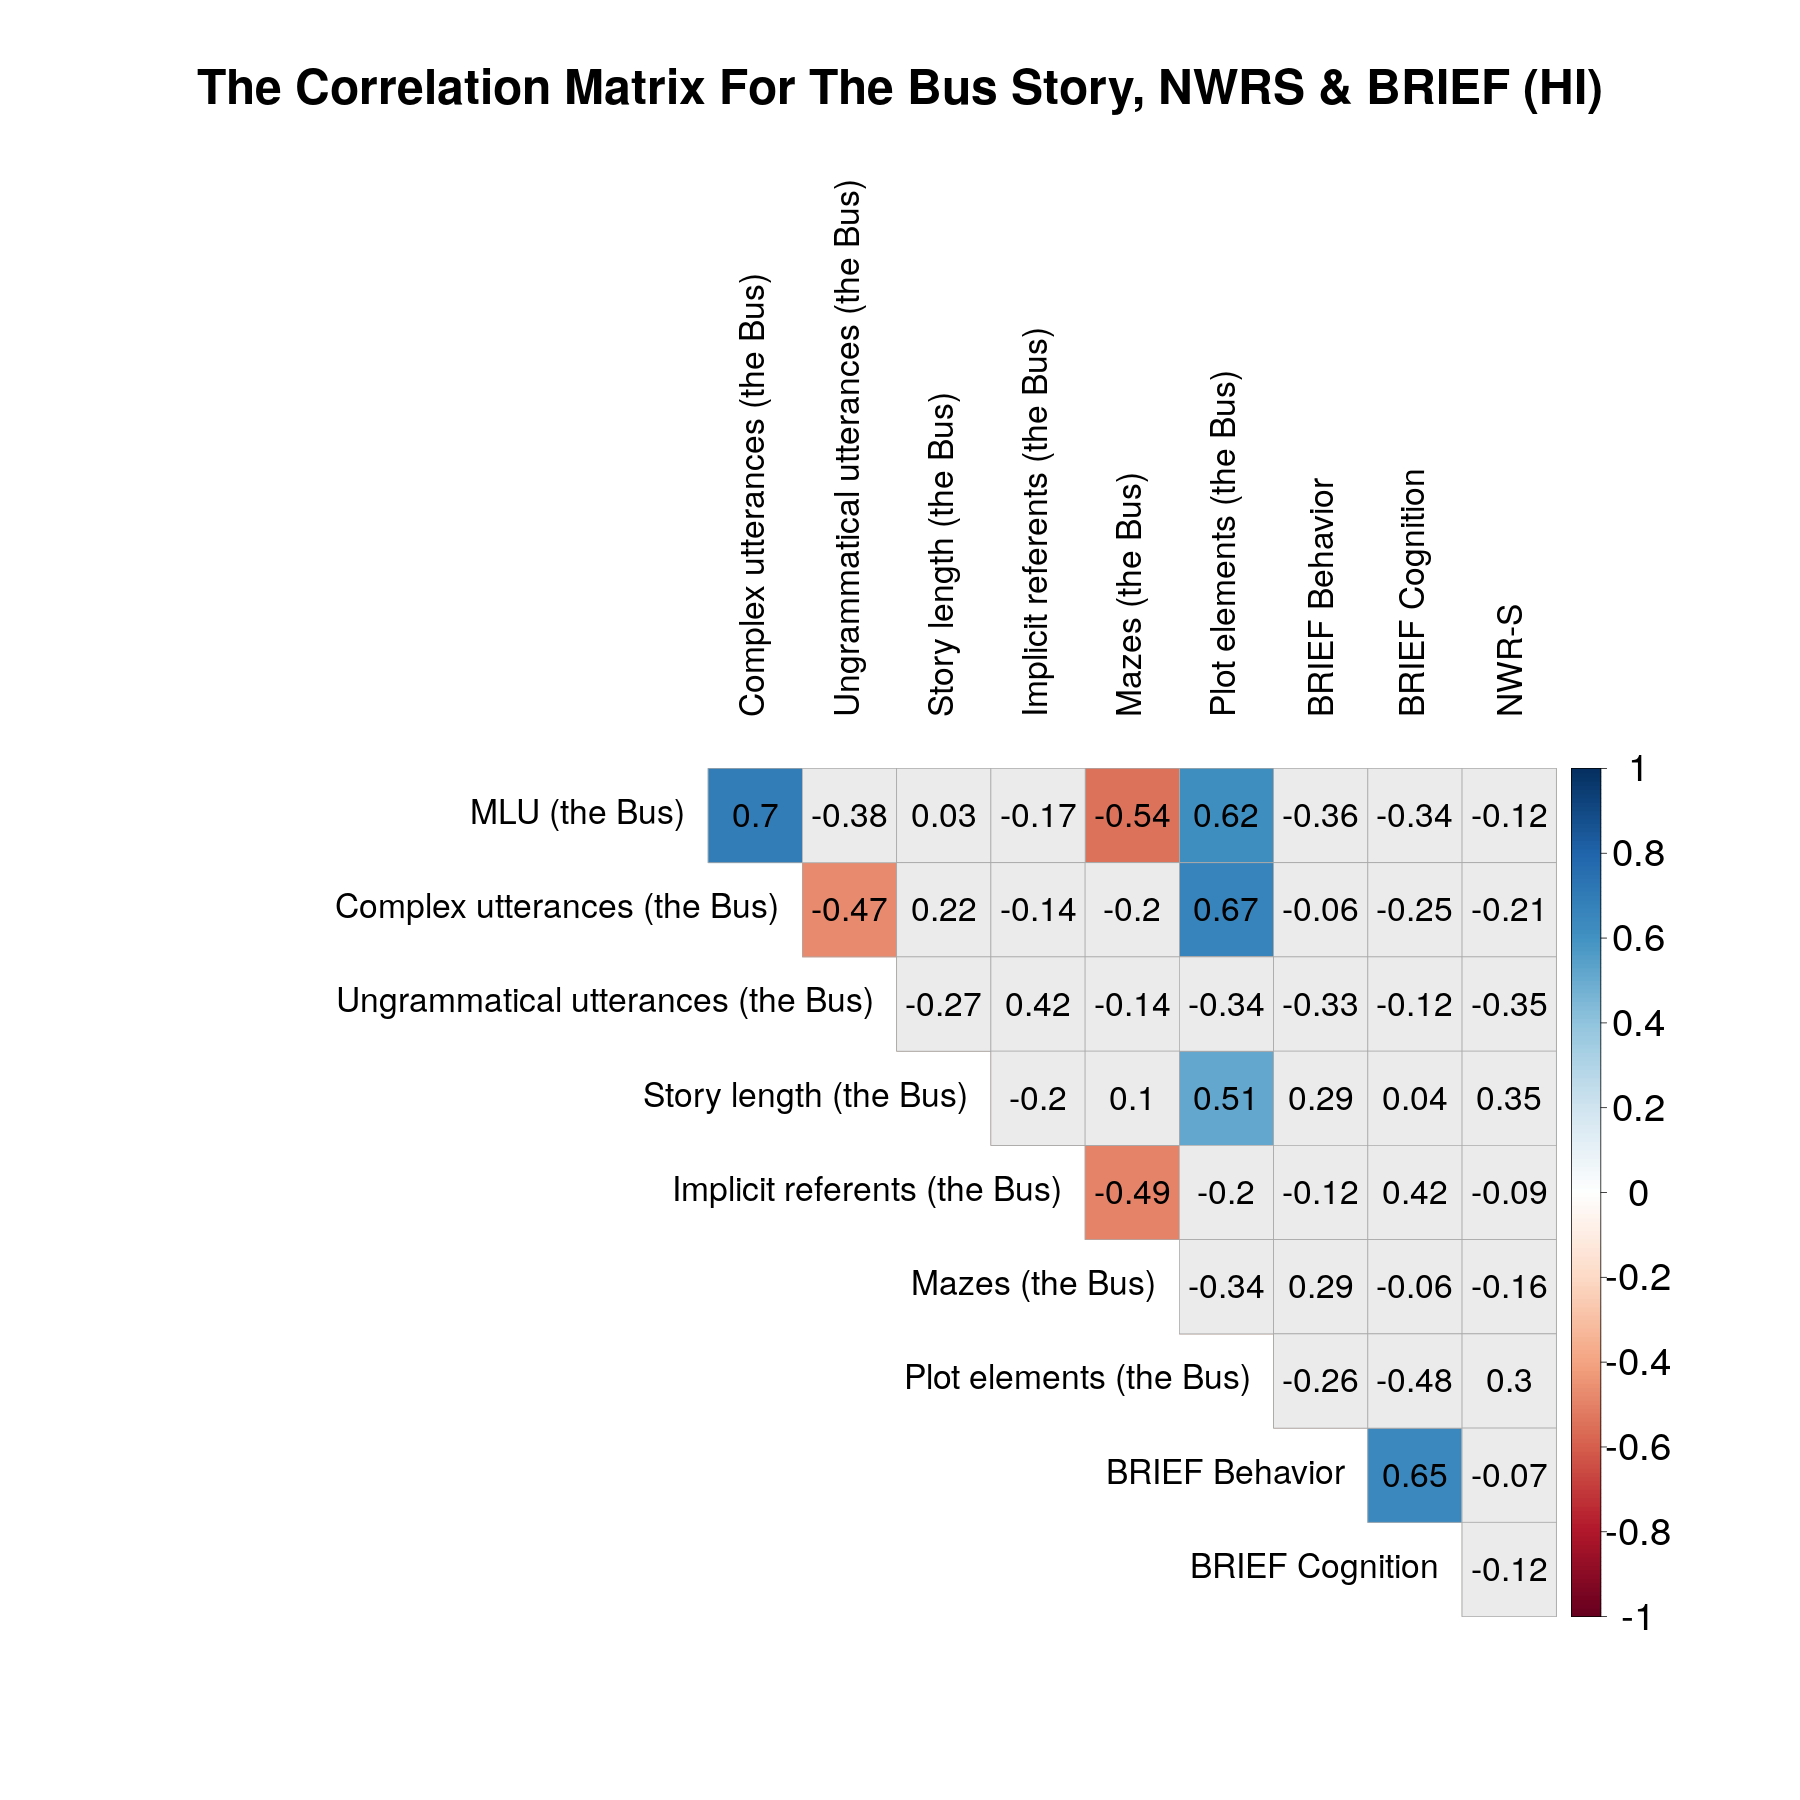 The Correlation Matrix For The Bus Story, NWRS & BRIEF (HI)
Complex utterances (the Bus)
Ungrammatical utterances (the Bus)
Story length (the Bus)
Implicit referents (the Bus)
Mazes (the Bus)
Plot elements (the Bus)
BRIEF Behavior
BRIEF Cognition
NWR-S
MLU (the Bus) 0.7 -0.38 0.03 -0.17 -0.54 0.62 -0.36 -0.34 -0.12
Complex utterances (the Bus) -0.47 0.22 -0.14 -0.2 0.67 -0.06 -0.25 -0.21
Ungrammatical utterances (the Bus) -0.27 0.42 -0.14 -0.34 -0.33 -0.12 -0.35
Story length (the Bus) -0.2 0.1 0.51 0.29 0.04 0.35
Implicit referents (the Bus) -0.49 -0.2 -0.12 0.42 -0.09
Mazes (the Bus) -0.34 0.29 -0.06 -0.16
Plot elements (the Bus) -0.26 -0.48 0.3
BRIEF Behavior 0.65 -0.07
BRIEF Cognition -0.12
1
0.8
0.6
0.4
0.2
0
-0.2
-0.4
-0.6
-0.8
-1